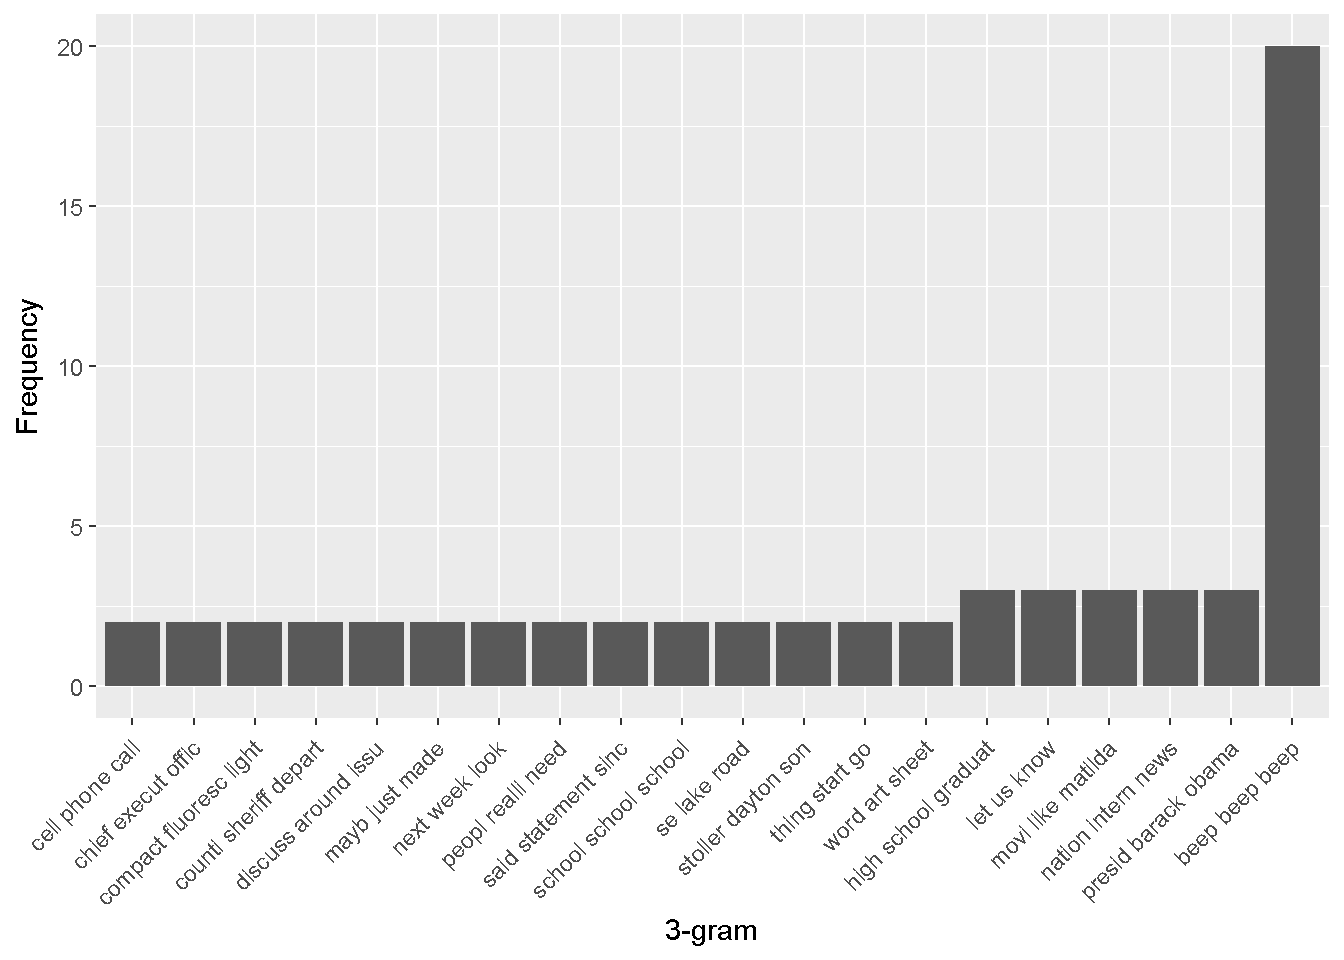 20
15
10
5
0
Frequency
cell phone call
chief execut offic
compact fluoresc light
counti sheriff depart
discuss around issu
mayb just made
next week look
peopl realli need
said statement sinc
school school school
se lake road
stoller dayton son
thing start go
word art sheet
high school graduat
let us know
movi like matilda
nation intern news
presid barack obama
beep beep beep
3-gram